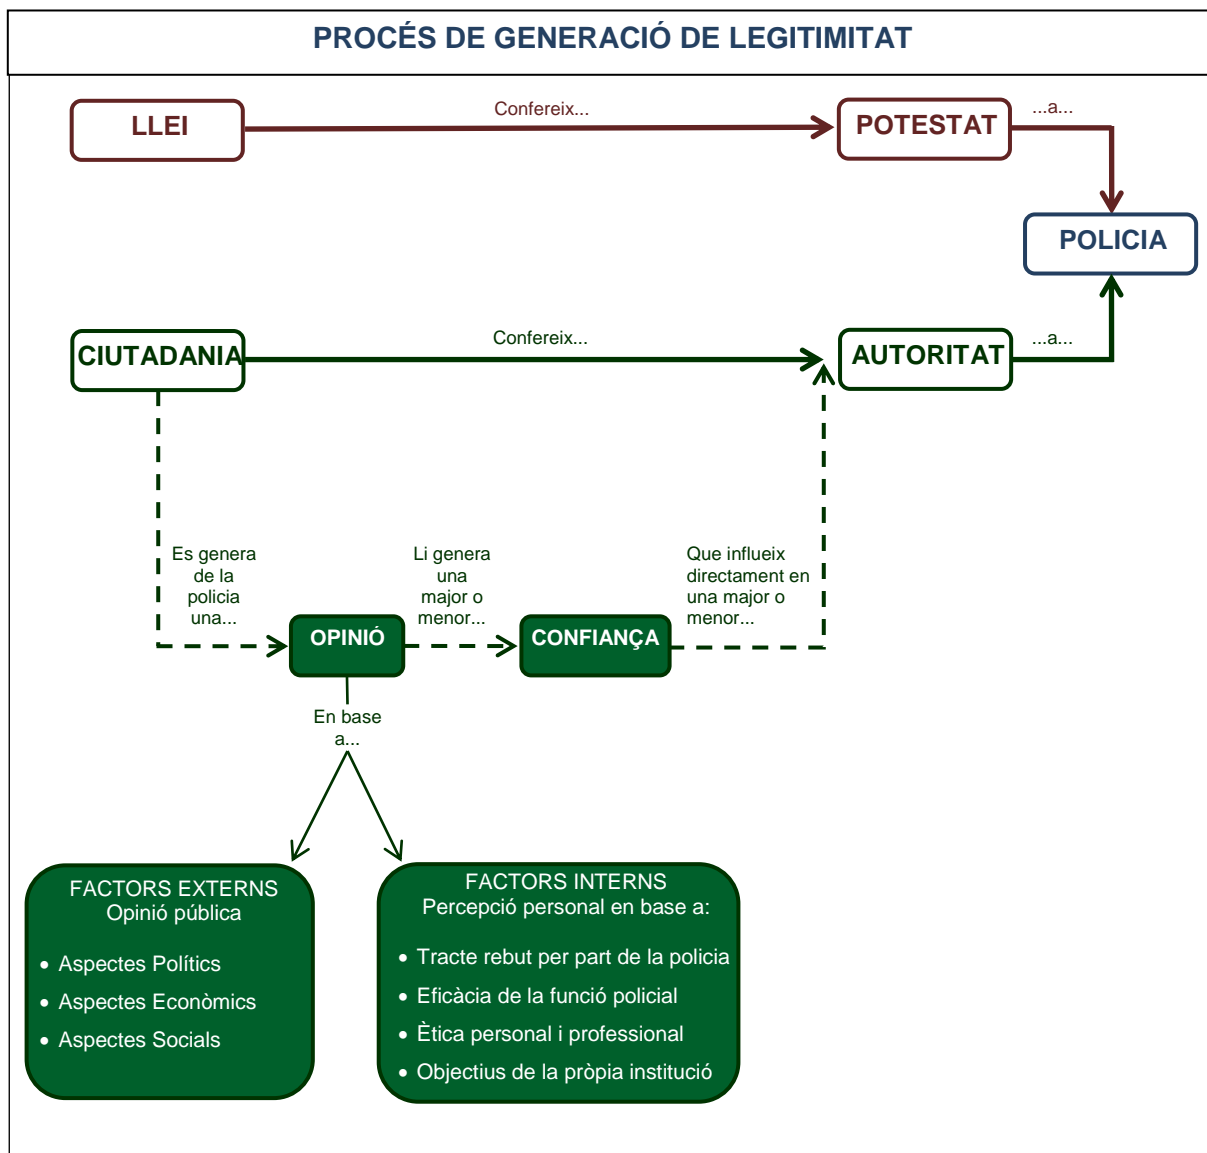 PROCÉS DE GENERACIÓ DE LEGITIMITAT
LLEI
Confereix...
POTESTAT
...a...
POLICIA
CIUTADANIA
Confereix...
AUTORITAT
...a...
Es genera
de la
policia
una...
OPINIÓ
Li genera
una
major o
menor...
CONFIANÇA
Que influeix
directament en
una major o
menor...
En base
a...
FACTORS EXTERNS
Opinió pública
• Aspectes Polítics
• Aspectes Econòmics
• Aspectes Socials
FACTORS INTERNS
Percepció personal en base a:
• Tracte rebut per part de la policia
• Eficàcia de la funció policial
• Ètica personal i professional
• Objectius de la pròpia institució